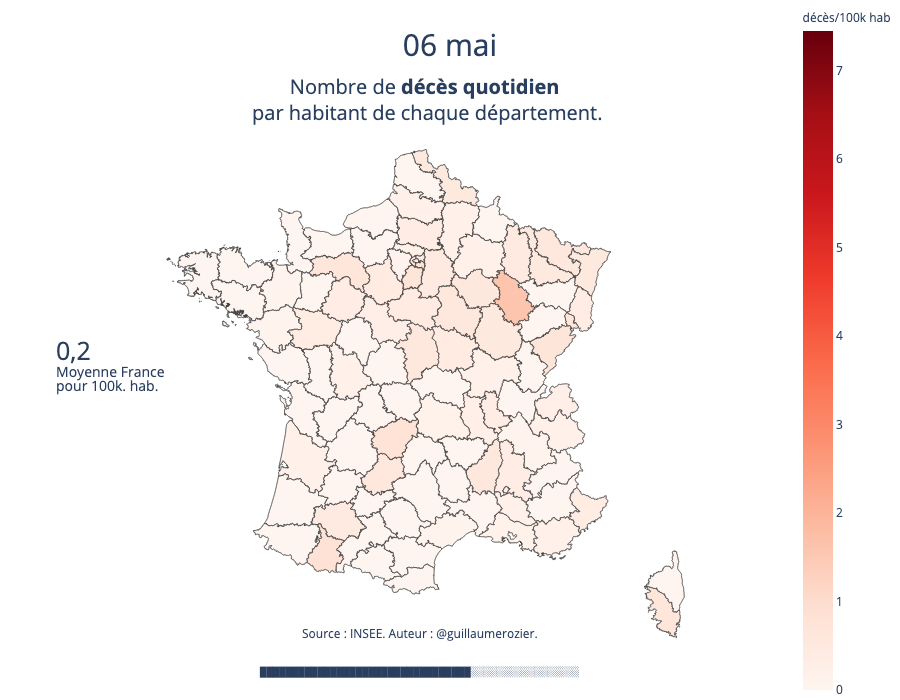 décès/100k hab
06 mai
Nombre de décès quotidien
par habitant de chaque département.
7
6
5
4
3
2
1
0
0,2
Moyenne France
pour 100k. hab.
Source : INSEE. Auteur : @guillaumerozier.